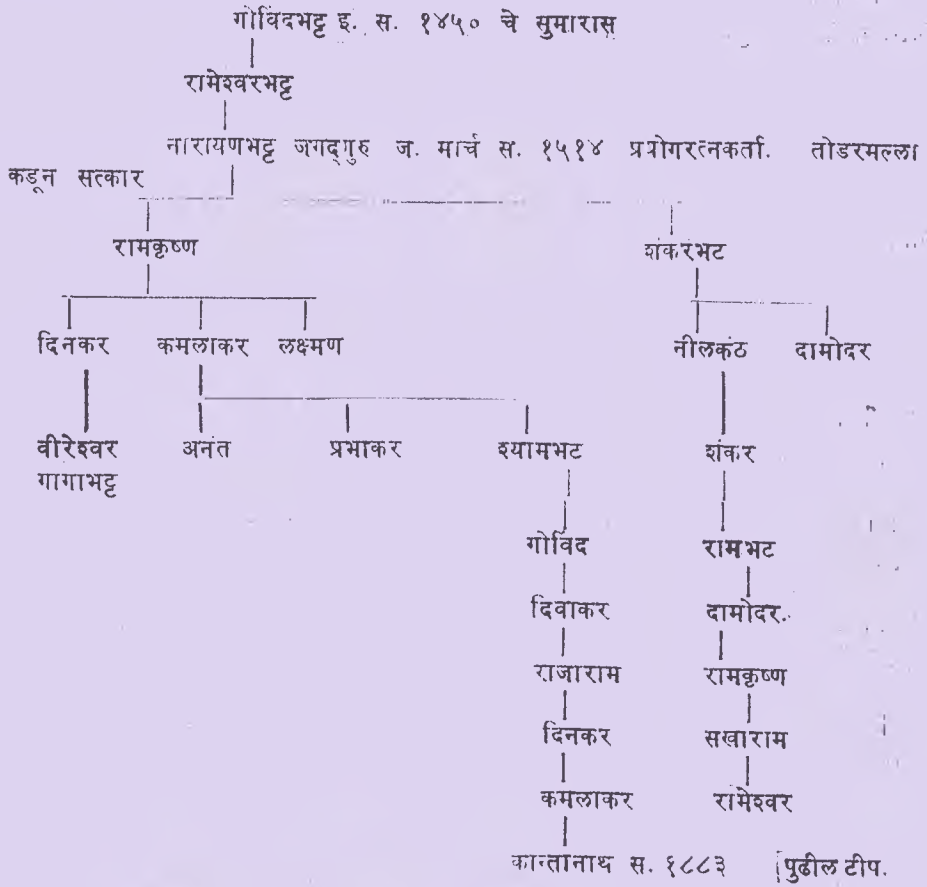 गोविंदभट्ट इ. स. १४५० चे सुमारास
रामेश्वरभट्ट
नारायणभट्ट जगद्गुरु ज. मार्च स. १५१४ प्रयोगरत्नकर्ता. तोडरमल्ला
कडून सत्कार
रामकृष्ण शंकरभट
दिनकर कमलाकर लक्ष्मण नीलकंठ दामोदर
वीरेश्वर अनंत प्रभाकर श्यामभट शंकर
गागाभट्ट
गोविंद रामभट
दिवाकर दामोदर.
राजाराम रामकृष्ण
दिनकर सखाराम
कमलाकर रामेश्वर
कान्तानाथ स. १८८३ [पुढील टीप.